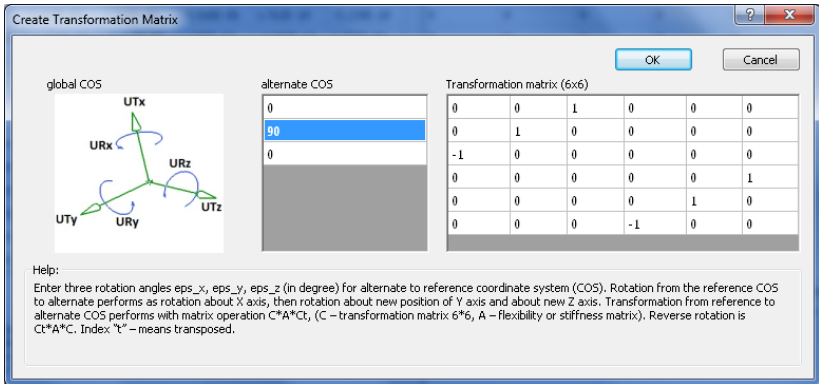 Create Transformation Matrix
?
OK
Cancel
global COS
alternate COS
Transformation matrix (6x6)
UTx
URx
URz
UTz
UTy
URy
0
90
0
0 0 1 0 0 0
0 1 0 0 0 0
-1 0 0 0 0 0
0 0 0 0 0 1
0 0 0 0 1 0
0 0 0 -1 0 0
Help:
Enter three rotation angles eps_x, eps_y, eps_z (in degree) for alternate to reference coordinate system (COS). Rotation from the reference COS
to alternate performs as rotation about X axis, then rotation about new position of Y axis and about new Z axis. Transformation from reference to
alternate COS performs with matrix operation C*A*Ct, (C – transformation matrix 6*6, A – flexibility or stiffness matrix). Reverse rotation is
Ct*A*C. Index "t" – means transposed.